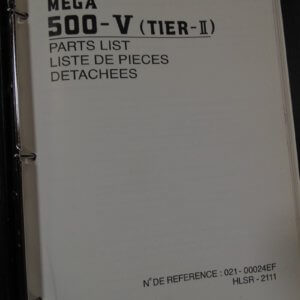 MEGA
500-V (TIER-II)
PARTS LIST
LISTE DE PIECES
DETACHEES
N° DE REFERENCE : 021-00024EF
HLSR - 2111